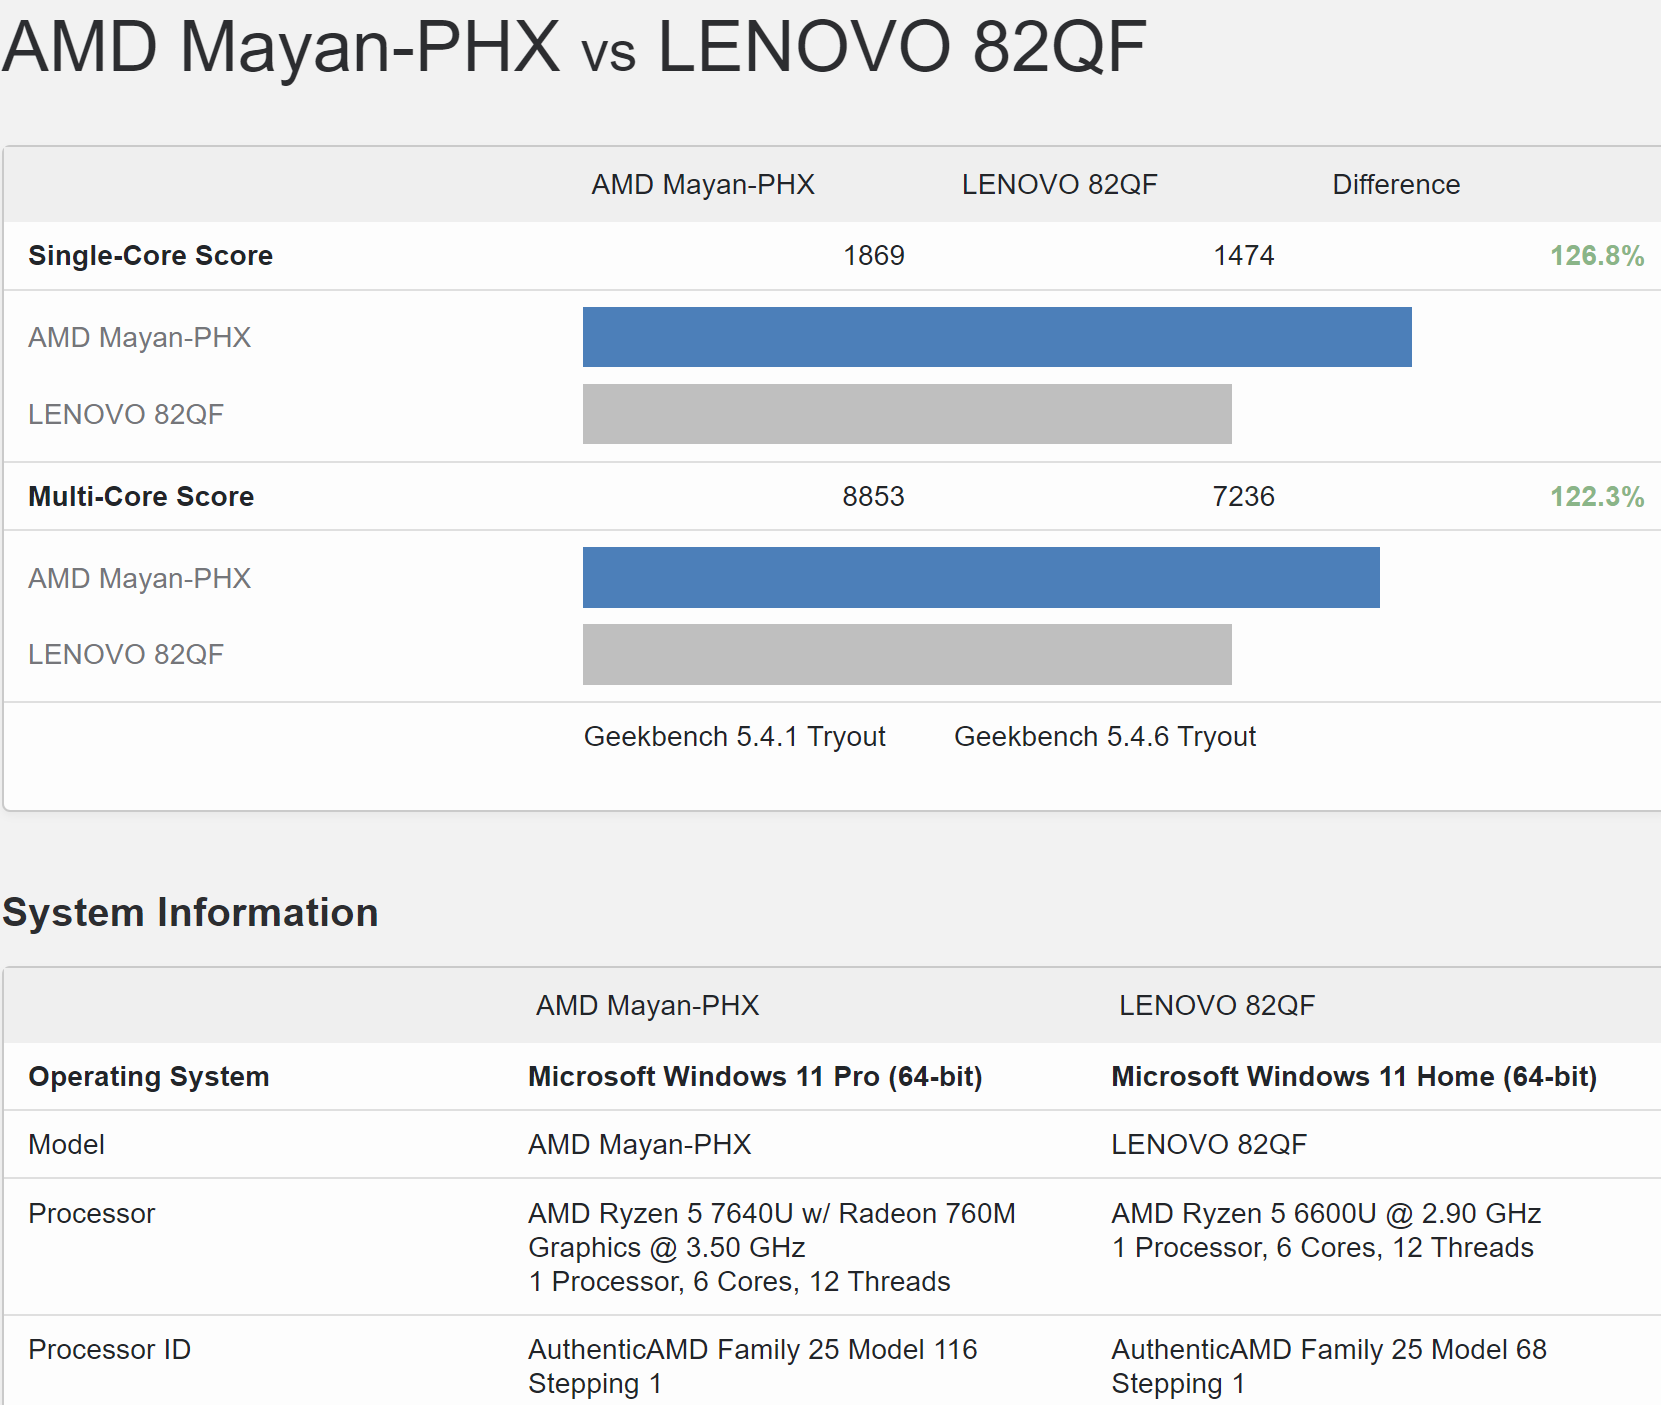 AMD Mayan-PHX vs LENOVO 82QF
AMD Mayan-PHX LENOVO 82QF Difference
Single-Core Score 1869 1474 126.8%
AMD Mayan-PHX
LENOVO 82QF
Multi-Core Score 8853 7236 122.3%
AMD Mayan-PHX
LENOVO 82QF
Geekbench 5.4.1 Tryout Geekbench 5.4.6 Tryout
System Information
AMD Mayan-PHX LENOVO 82QF
Operating System Microsoft Windows 11 Pro (64-bit) Microsoft Windows 11 Home (64-bit)
Model AMD Mayan-PHX LENOVO 82QF
Processor AMD Ryzen 5 7640U w/ Radeon 760M AMD Ryzen 5 6600U @ 2.90 GHz
Graphics @ 3.50 GHz 1 Processor, 6 Cores, 12 Threads
1 Processor, 6 Cores, 12 Threads
Processor ID AuthenticAMD Family 25 Model 116 AuthenticAMD Family 25 Model 68
Stepping 1 Stepping 1